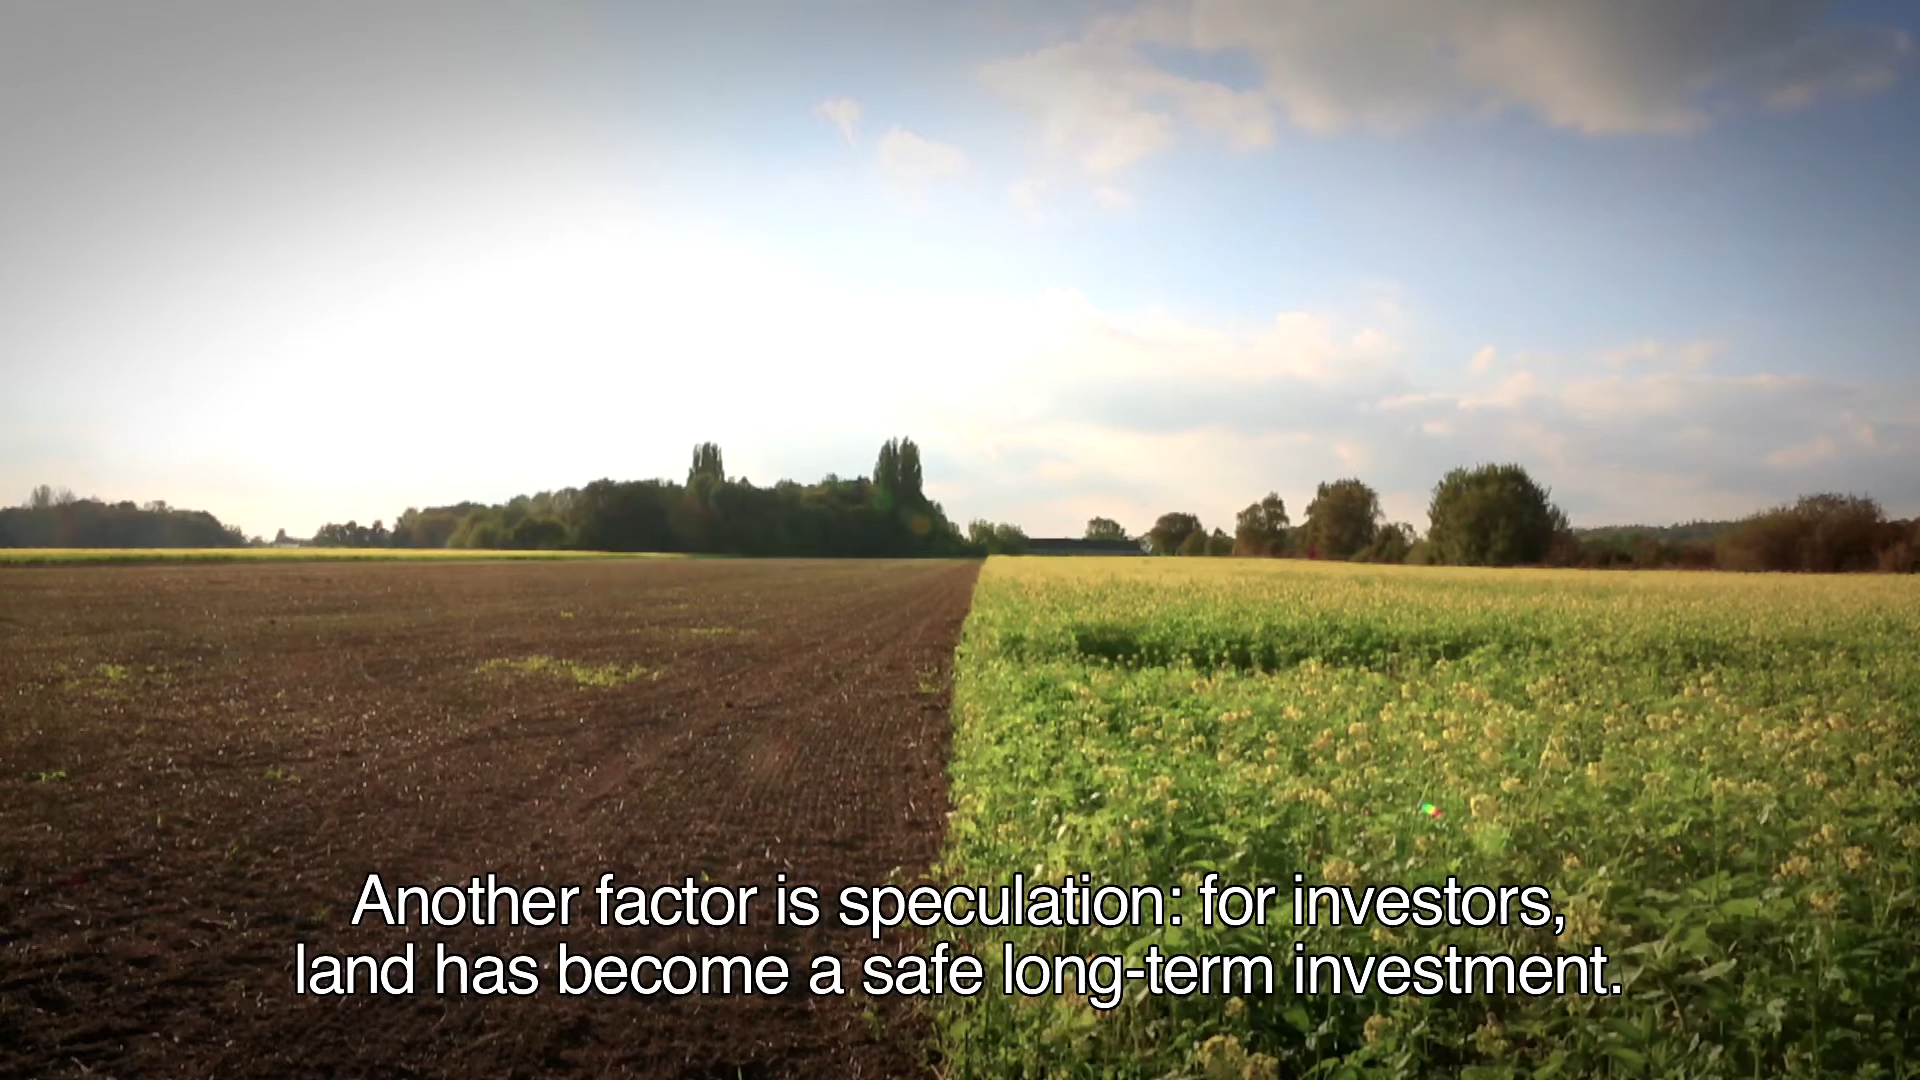 Another factor is speculation: for investors,
land has become a safe long-term investment.